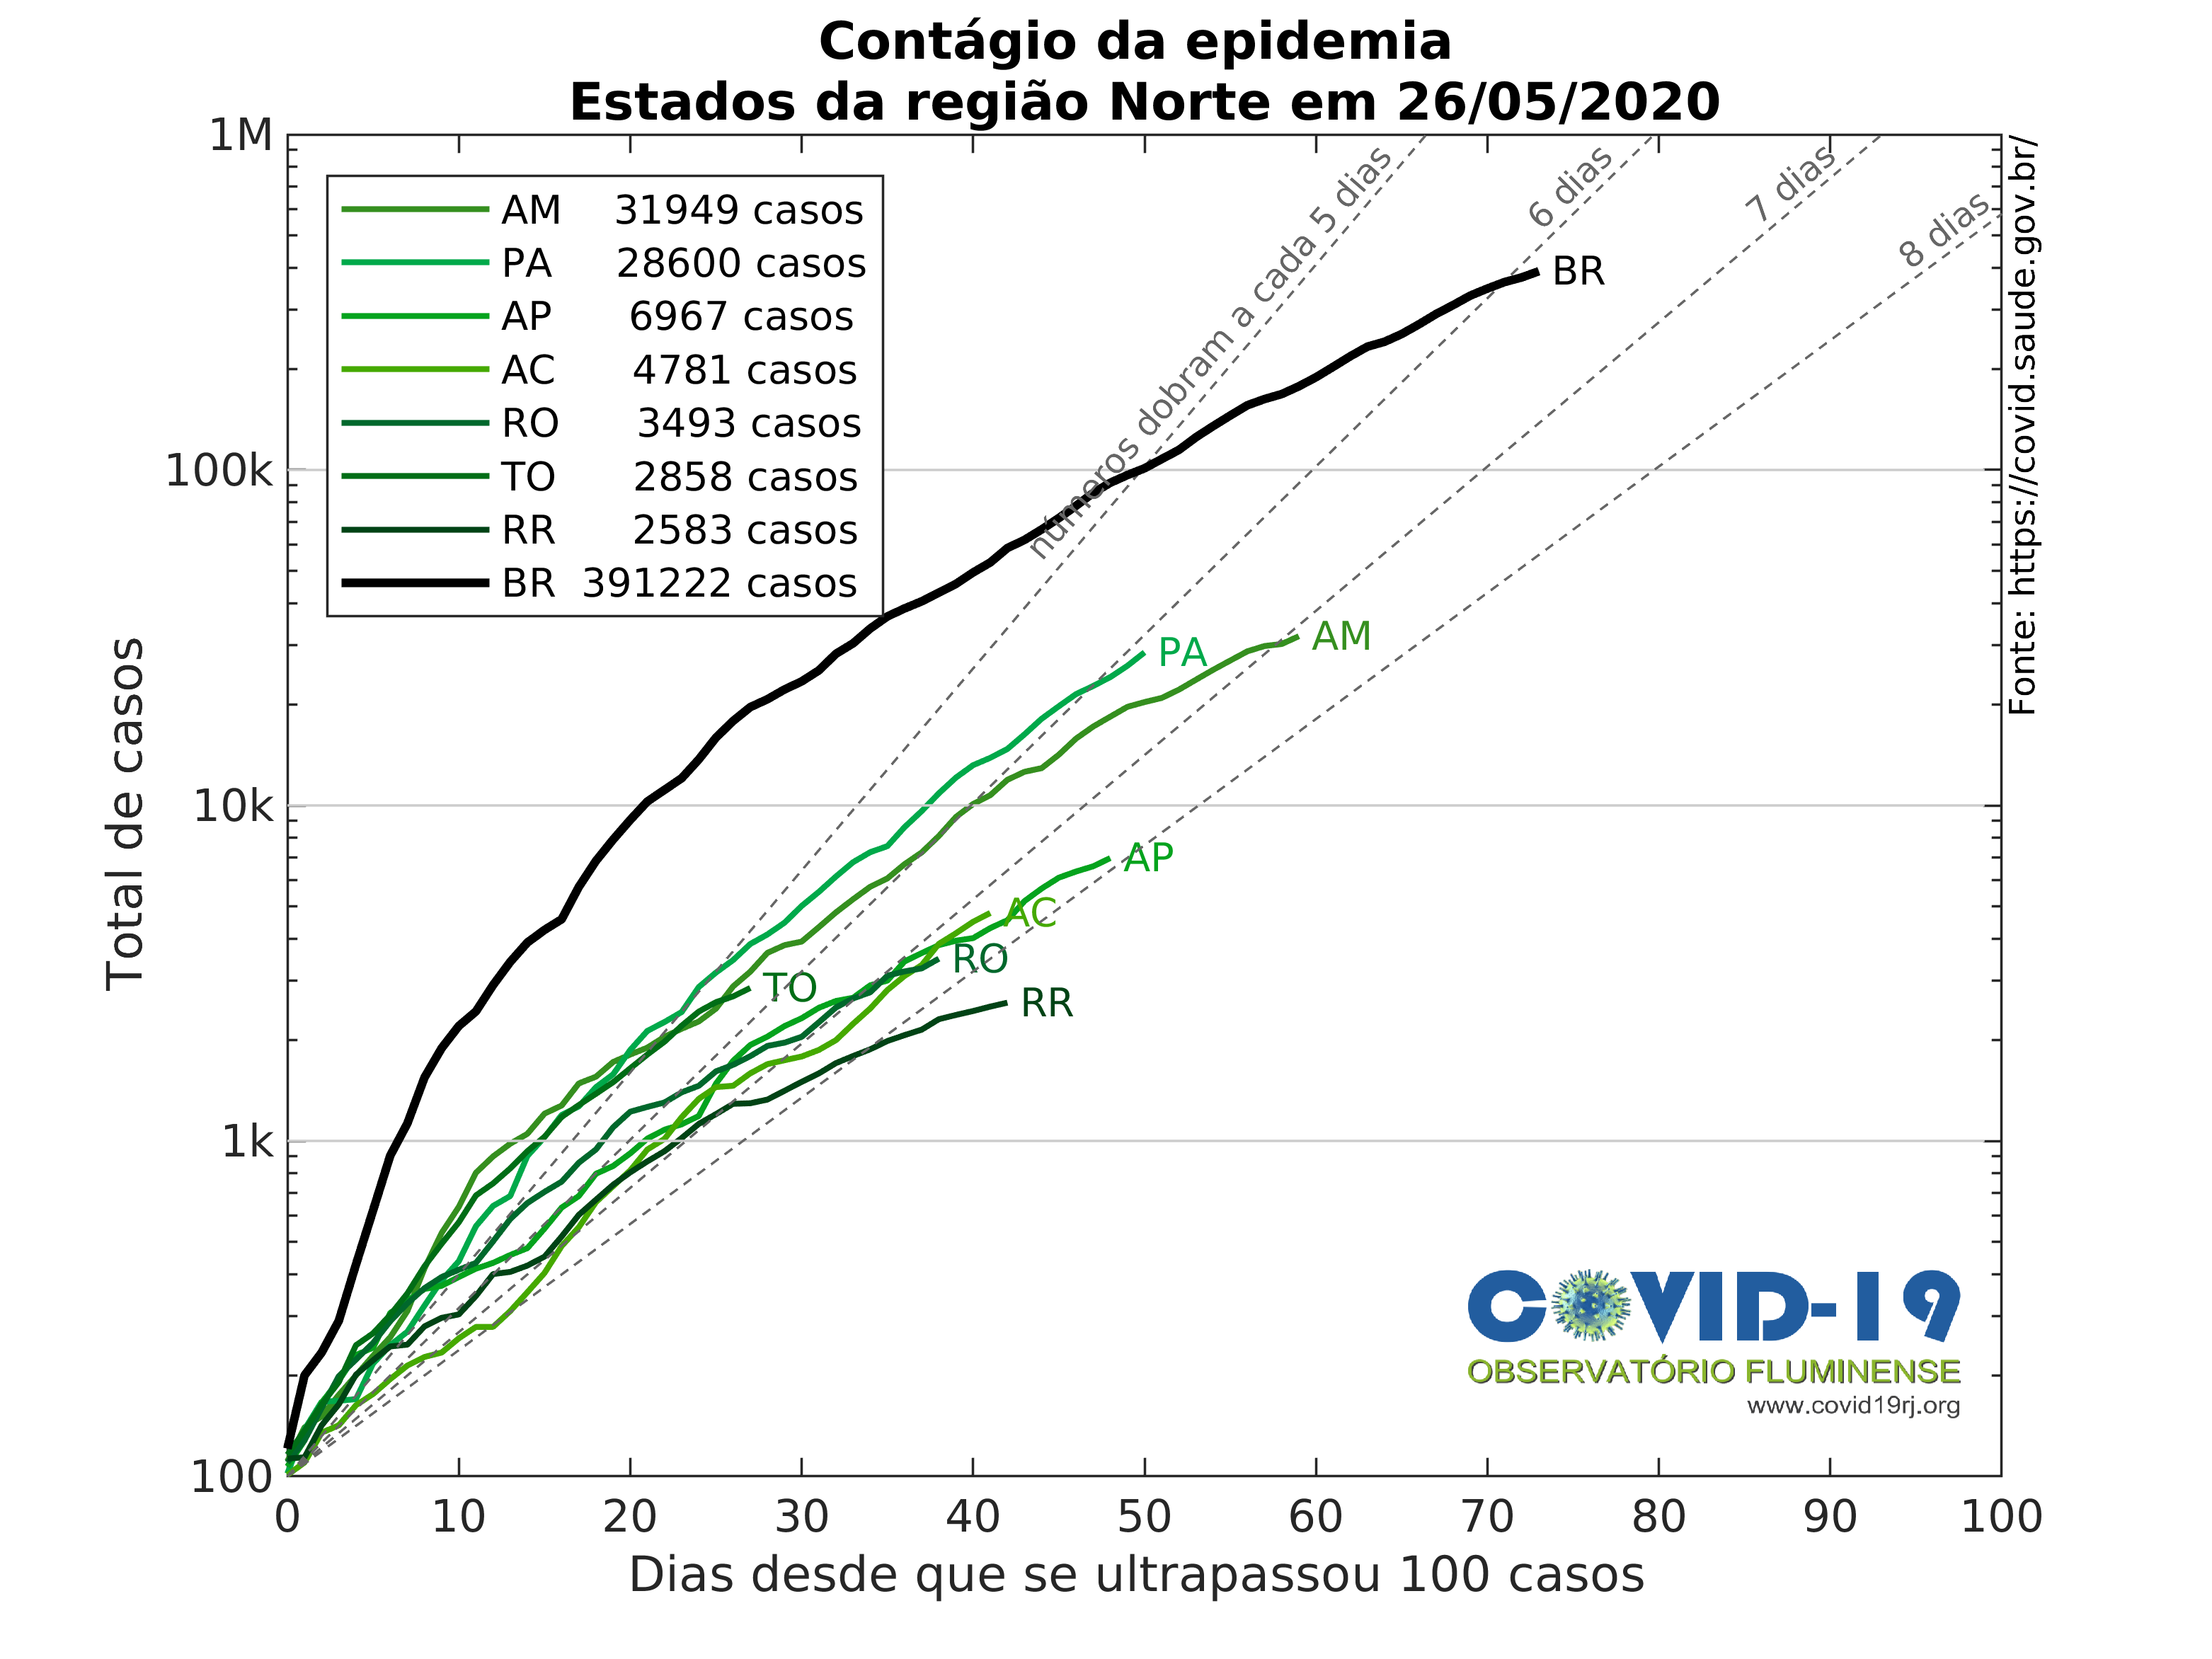 Contágio da epidemia
Estados da região Norte em 26/05/2020
1M
100k
10k
1k
100
Total de casos
AM 31949 casos
PA 28600 casos
AP 6967 casos
AC 4781 casos
RO 3493 casos
TO 2858 casos
RR 2583 casos
BR 391222 casos
números dobram a cada 5 dias
6 dias
7 dias
8 dias
BR
AM
PA
AP
AC
RO
TO
RR
Fonte: https://covid.saude.gov.br/
COVID-19
OBSERVATÓRIO FLUMINENSE
www.covid19rj.org
0 10 20 30 40 50 60 70 80 90 100
Dias desde que se ultrapassou 100 casos